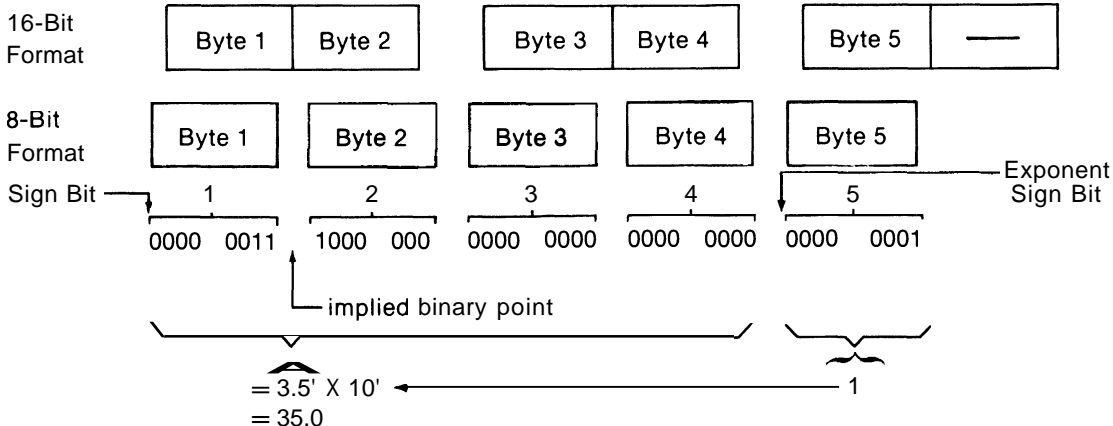 16-Bit
Format
Byte 1 Byte 2 Byte 3 Byte 4 Byte 5 —
8-Bit
Format
Byte 1 Byte 2 Byte 3 Byte 4 Byte 5
Sign Bit 1 2 3 4 5 Exponent
Sign Bit
0000 0011 1000 000 0000 0000 0000 0000 0000 0001
implied binary point
= 3.5' X 10' 1
= 35.0